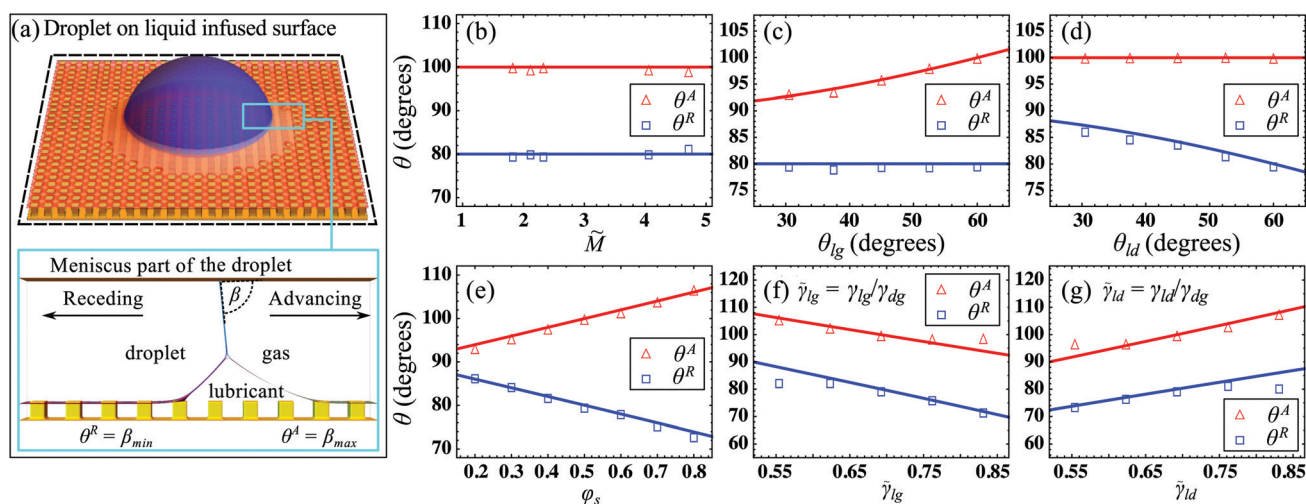 (a) Droplet on liquid infused surface
Meniscus part of the droplet
Receding
β
Advancing
droplet
gas
lubricant
θ^R = β_min
θ^A = β_max
(b)
110
100
90
80
70
θ (degrees)
θ^A
θ^R
1 2 3 4 5
M̃
(c)
100
95
90
85
80
75
θ^A
θ^R
30 40 50 60
θ_lg (degrees)
(d)
100
95
90
85
80
75
θ^A
θ^R
30 40 50 60
θ_ld (degrees)
(e)
110
100
90
80
70
θ (degrees)
θ^A
θ^R
0.2 0.3 0.4 0.5 0.6 0.7 0.8
φ_s
(f) γ̃_lg = γ_lg/γ_dg
120
110
100
90
80
70
60
θ^A
θ^R
0.55 0.65 0.75 0.85
γ̃_lg
(g) γ̃_ld = γ_ld/γ_dg
120
110
100
90
80
70
60
θ^A
θ^R
0.55 0.65 0.75 0.85
γ̃_ld